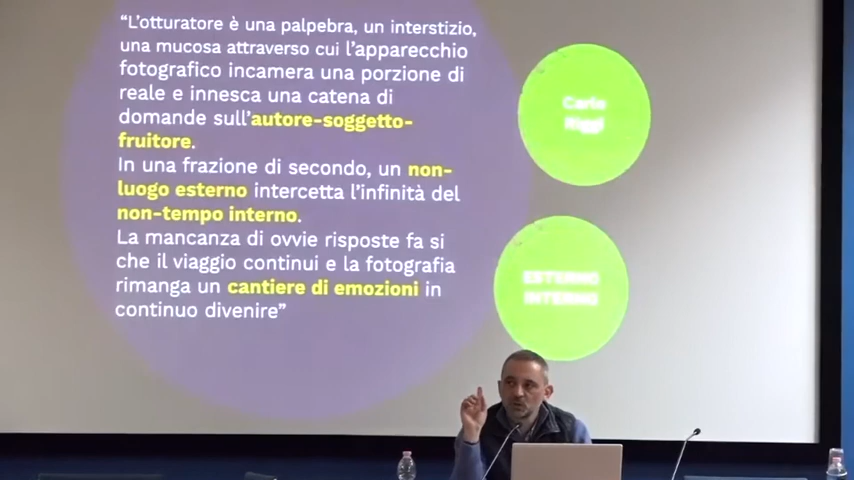 “L’otturatore è una palpebra, un interstizio,
una mucosa attraverso cui l’apparecchio
fotografico incamera una porzione di
reale e innesca una catena di
domande sull’autore-soggetto-
fruitore.
In una frazione di secondo, un non-
luogo esterno intercetta l’infinità del
non-tempo interno.
La mancanza di ovvie risposte fa si
che il viaggio continui e la fotografia
rimanga un cantiere di emozioni in
continuo divenire”
Carlo
Riggi
ESTERNO
INTERNO